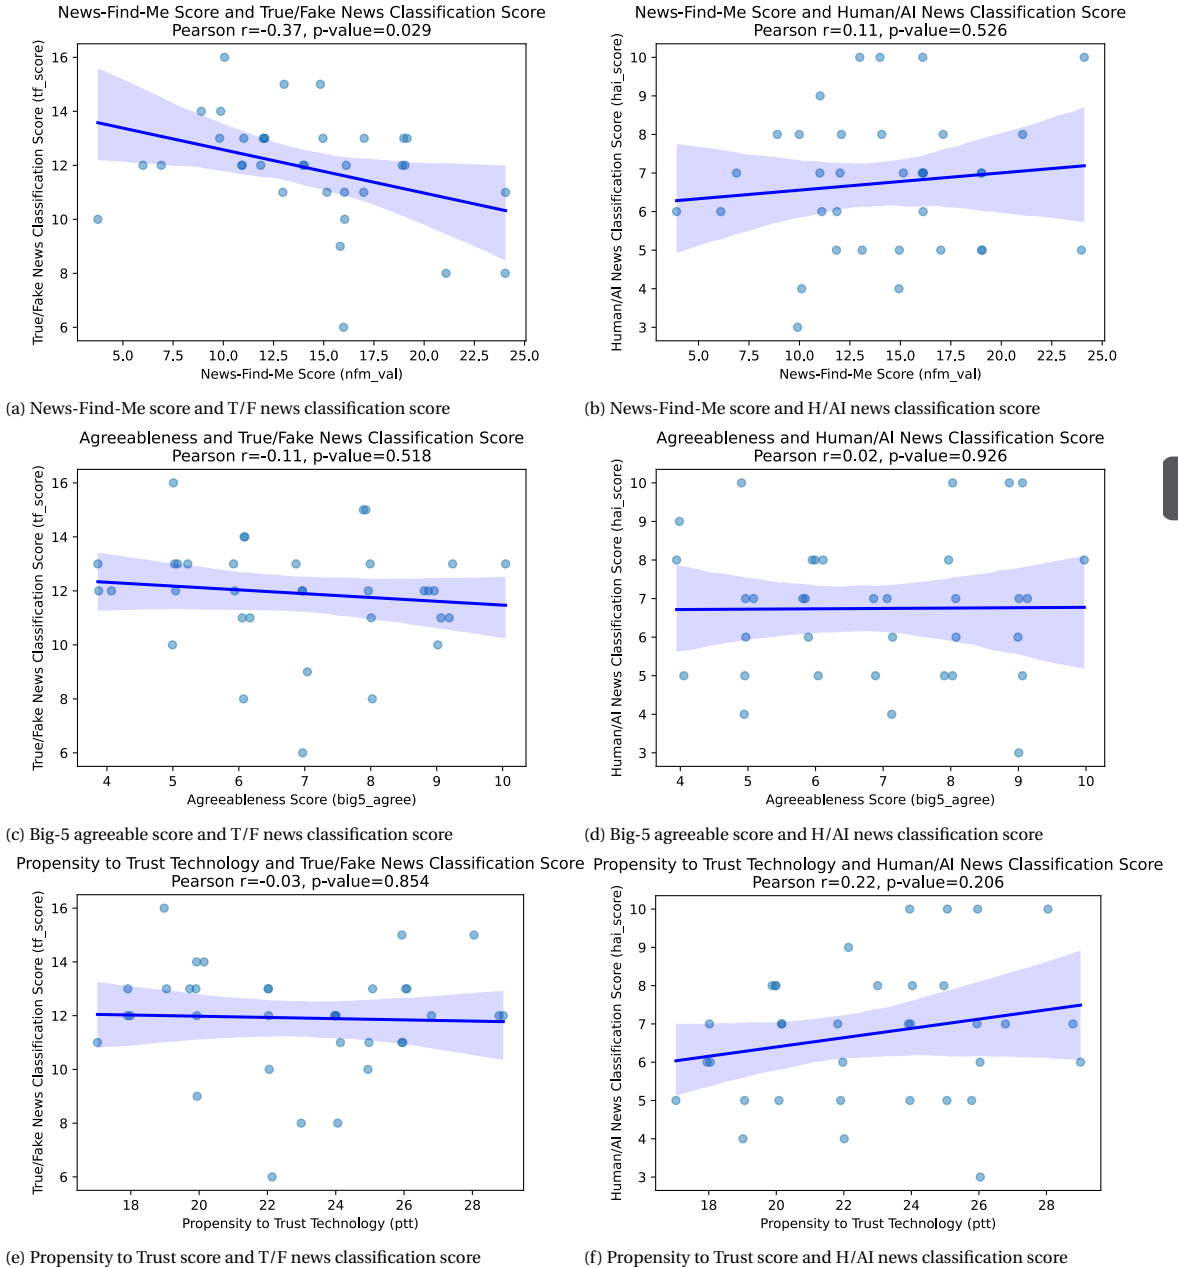 News-Find-Me Score and True/Fake News Classification Score
Pearson r=-0.37, p-value=0.029
True/Fake News Classification Score (tf_score)
16
14
12
10
8
6
5.0 7.5 10.0 12.5 15.0 17.5 20.0 22.5 25.0
News-Find-Me Score (nfm_val)
(a) News-Find-Me score and T/F news classification score
News-Find-Me Score and Human/AI News Classification Score
Pearson r=0.11, p-value=0.526
Human/AI News Classification Score (hai_score)
10
9
8
7
6
5
4
3
5.0 7.5 10.0 12.5 15.0 17.5 20.0 22.5 25.0
News-Find-Me Score (nfm_val)
(b) News-Find-Me score and H/AI news classification score
Agreeableness and True/Fake News Classification Score
Pearson r=-0.11, p-value=0.518
True/Fake News Classification Score (tf_score)
16
14
12
10
8
6
4 5 6 7 8 9 10
Agreeableness Score (big5_agree)
(c) Big-5 agreeable score and T/F news classification score
Agreeableness and Human/AI News Classification Score
Pearson r=0.02, p-value=0.926
Human/AI News Classification Score (hai_score)
10
9
8
7
6
5
4
3
4 5 6 7 8 9 10
Agreeableness Score (big5_agree)
(d) Big-5 agreeable score and H/AI news classification score
Propensity to Trust Technology and True/Fake News Classification Score
Pearson r=-0.03, p-value=0.854
True/Fake News Classification Score (tf_score)
16
14
12
10
8
6
18 20 22 24 26 28
Propensity to Trust Technology (ptt)
(e) Propensity to Trust score and T/F news classification score
Propensity to Trust Technology and Human/AI News Classification Score
Pearson r=0.22, p-value=0.206
Human/AI News Classification Score (hai_score)
10
9
8
7
6
5
4
3
18 20 22 24 26 28
Propensity to Trust Technology (ptt)
(f) Propensity to Trust score and H/AI news classification score